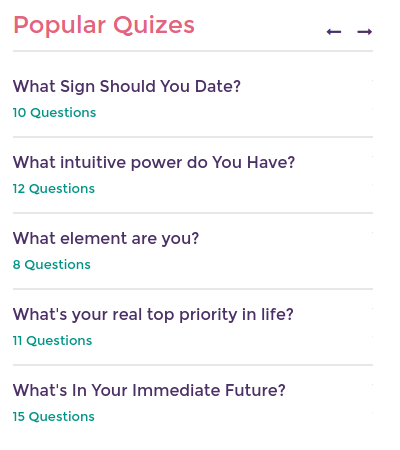 Popular Quizes
What Sign Should You Date?
10 Questions
What intuitive power do You Have?
12 Questions
What element are you?
8 Questions
What's your real top priority in life?
11 Questions
What's In Your Immediate Future?
15 Questions